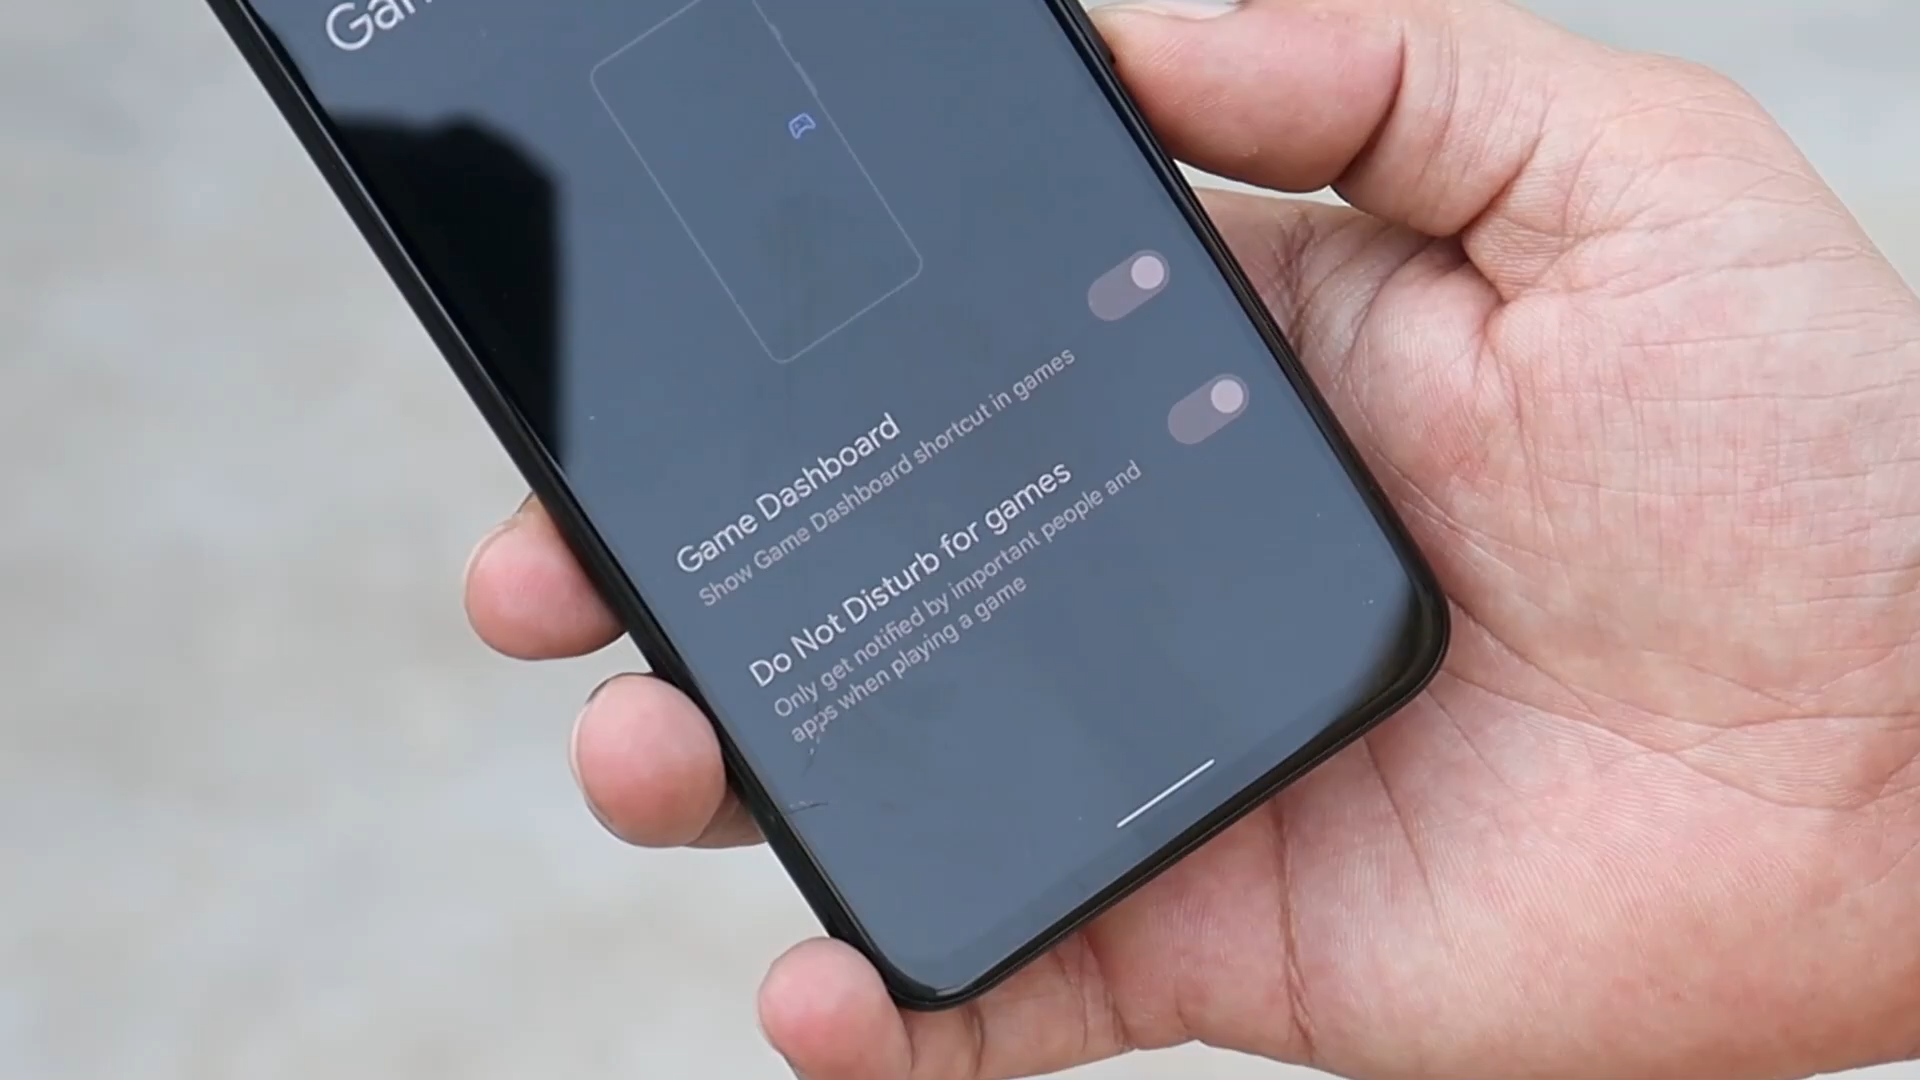 Gam
Game Dashboard
Show Game Dashboard shortcut in games
Do Not Disturb for games
Only get notified by important people and
apps when playing a game